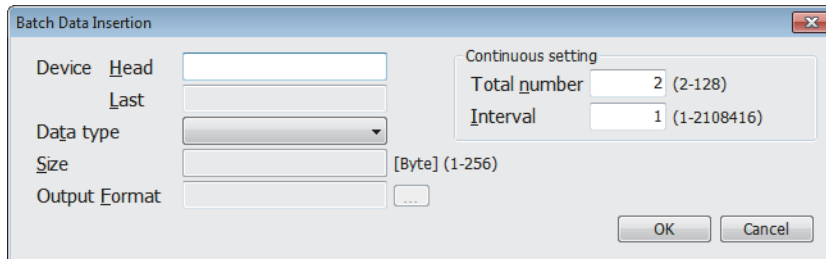 Batch Data Insertion
Device Head
Last
Data type
Size [Byte] (1-256)
Output Format ...
Continuous setting
Total number 2 (2-128)
Interval 1 (1-2108416)
OK Cancel